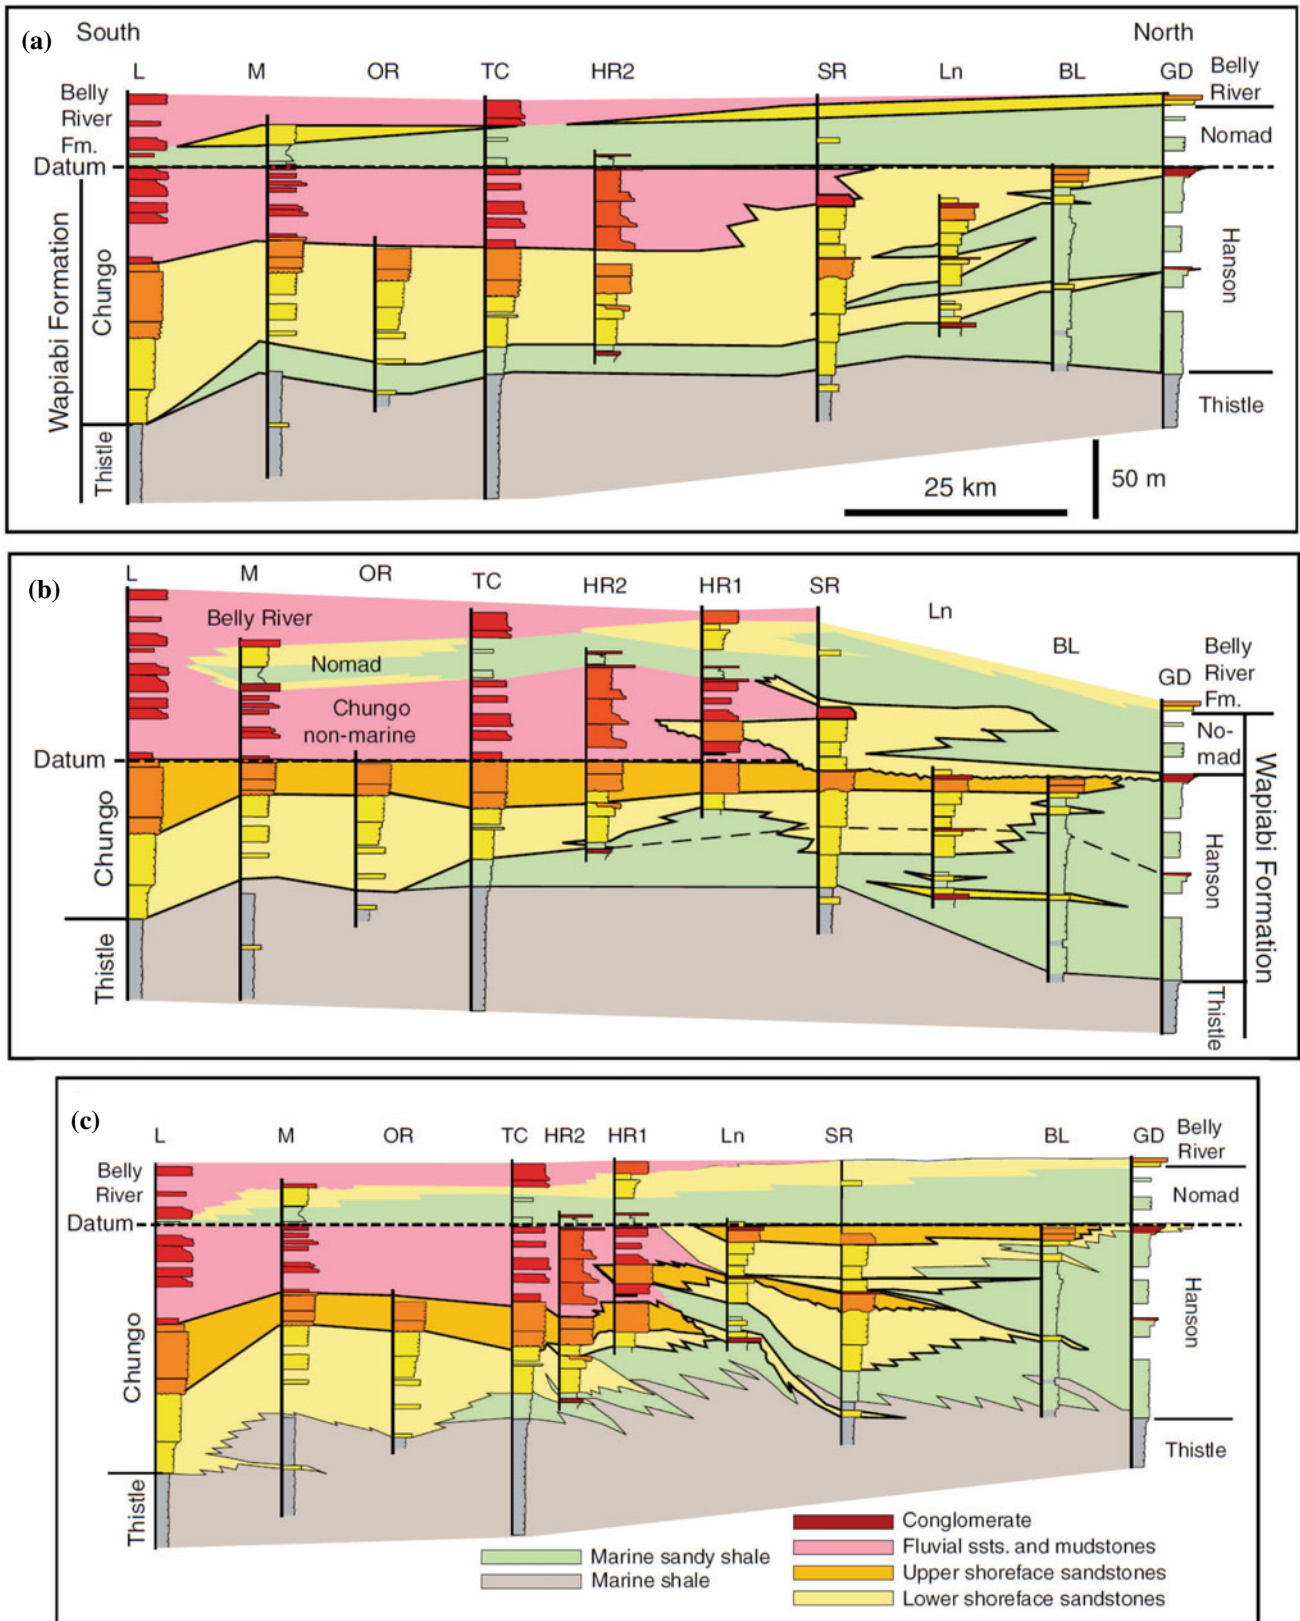 (a)
South
North
L
M
OR
TC
HR2
SR
Ln
BL
GD
Belly
River
Fm.
Datum
Wapiabi Formation
Chungo
Thistle
Belly
River
Nomad
Hanson
Thistle
25 km
50 m
(b)
L
M
OR
TC
HR2
HR1
SR
Ln
BL
GD
Belly River
Nomad
Chungo
non-marine
Datum
Chungo
Thistle
Belly
River
Fm.
No-
mad
Hanson
Wapiabi Formation
Thistle
(c)
L
M
OR
TC
HR2
HR1
Ln
SR
BL
GD
Belly
River
Datum
Chungo
Thistle
Belly
River
Nomad
Hanson
Thistle
Conglomerate
Fluvial ssts. and mudstones
Upper shoreface sandstones
Lower shoreface sandstones
Marine sandy shale
Marine shale